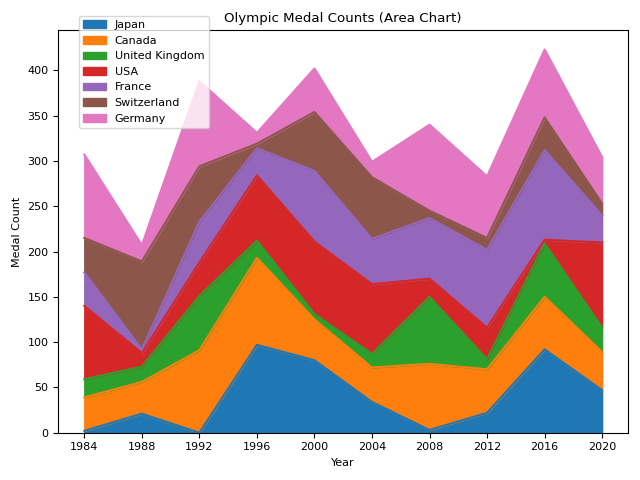 Olympic Medal Counts (Area Chart)
Japan
Canada
United Kingdom
USA
France
Switzerland
Germany
400
350
300
250
200
150
100
50
0
Medal Count
1984 1988 1992 1996 2000 2004 2008 2012 2016 2020
Year